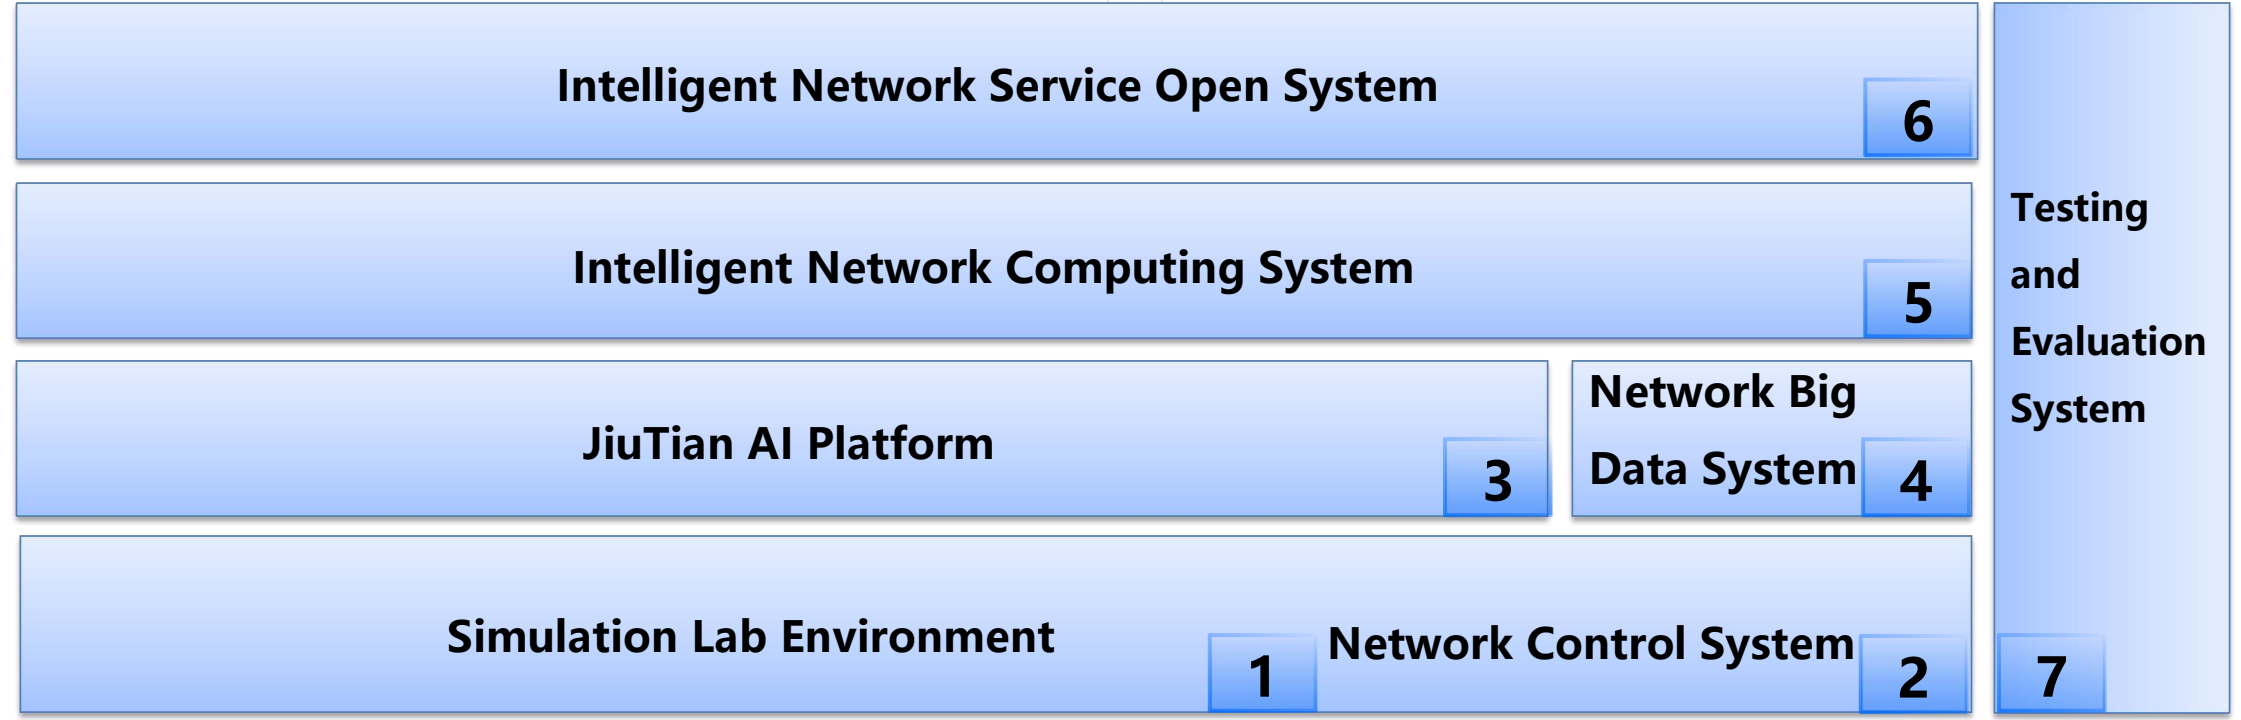 Intelligent Network Service Open System
6
Intelligent Network Computing System
5
JiuTian AI Platform
3
Network Big
Data System
4
Simulation Lab Environment
1
Network Control System
2
Testing
and
Evaluation
System
7